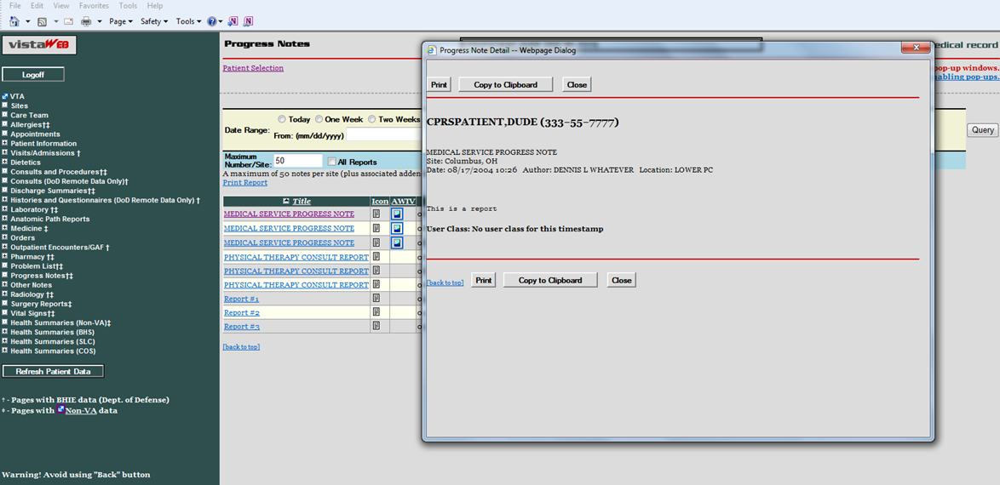 File Edit View Favorites Tools Help
Page Safety Tools
vistaWEB
Logoff
VTA
Sites
Care Team
Allergies†‡
Appointments
Patient Information
Visits/Admissions †
Dietetics
Consults and Procedures†‡
Consults (DoD Remote Data Only)†
Discharge Summaries†‡
Histories and Questionnaires (DoD Remote Data Only) †
Laboratory †‡
Anatomic Path Reports
Medicine ‡
Orders
Outpatient Encounters/GAF †
Pharmacy †‡
Problem List†‡
Progress Notes†‡
Other Notes
Radiology †‡
Surgery Reports‡
Vital Signs†‡
Health Summaries (Non-VA)‡
Health Summaries (BHS)
Health Summaries (SLC)
Health Summaries (COS)
Refresh Patient Data
† - Pages with BHIE data (Dept. of Defense)
‡ - Pages with Non-VA data
Warning! Avoid using "Back" button
Progress Notes
edical record
Patient Selection
pop-up windows.
abling pop-ups.
Date Range:
Today One Week Two Weeks
From: (mm/dd/yyyy)
Query
Maximum
Number/Site: 50 All Reports
A maximum of 50 notes per site (plus associated adden
Print Report
Title Icon AWIV
MEDICAL SERVICE PROGRESS NOTE
MEDICAL SERVICE PROGRESS NOTE
MEDICAL SERVICE PROGRESS NOTE
PHYSICAL THERAPY CONSULT REPORT
PHYSICAL THERAPY CONSULT REPORT
PHYSICAL THERAPY CONSULT REPORT
Report #1
Report #2
Report #3
[back to top]
Progress Note Detail -- Webpage Dialog
Print Copy to Clipboard Close
CPRSPATIENT,DUDE (333-55-7777)
MEDICAL SERVICE PROGRESS NOTE
Site: Columbus, OH
Date: 08/17/2004 10:26 Author: DENNIS L WHATEVER Location: LOWER PC
This is a report
User Class: No user class for this timestamp
[back to top] Print Copy to Clipboard Close